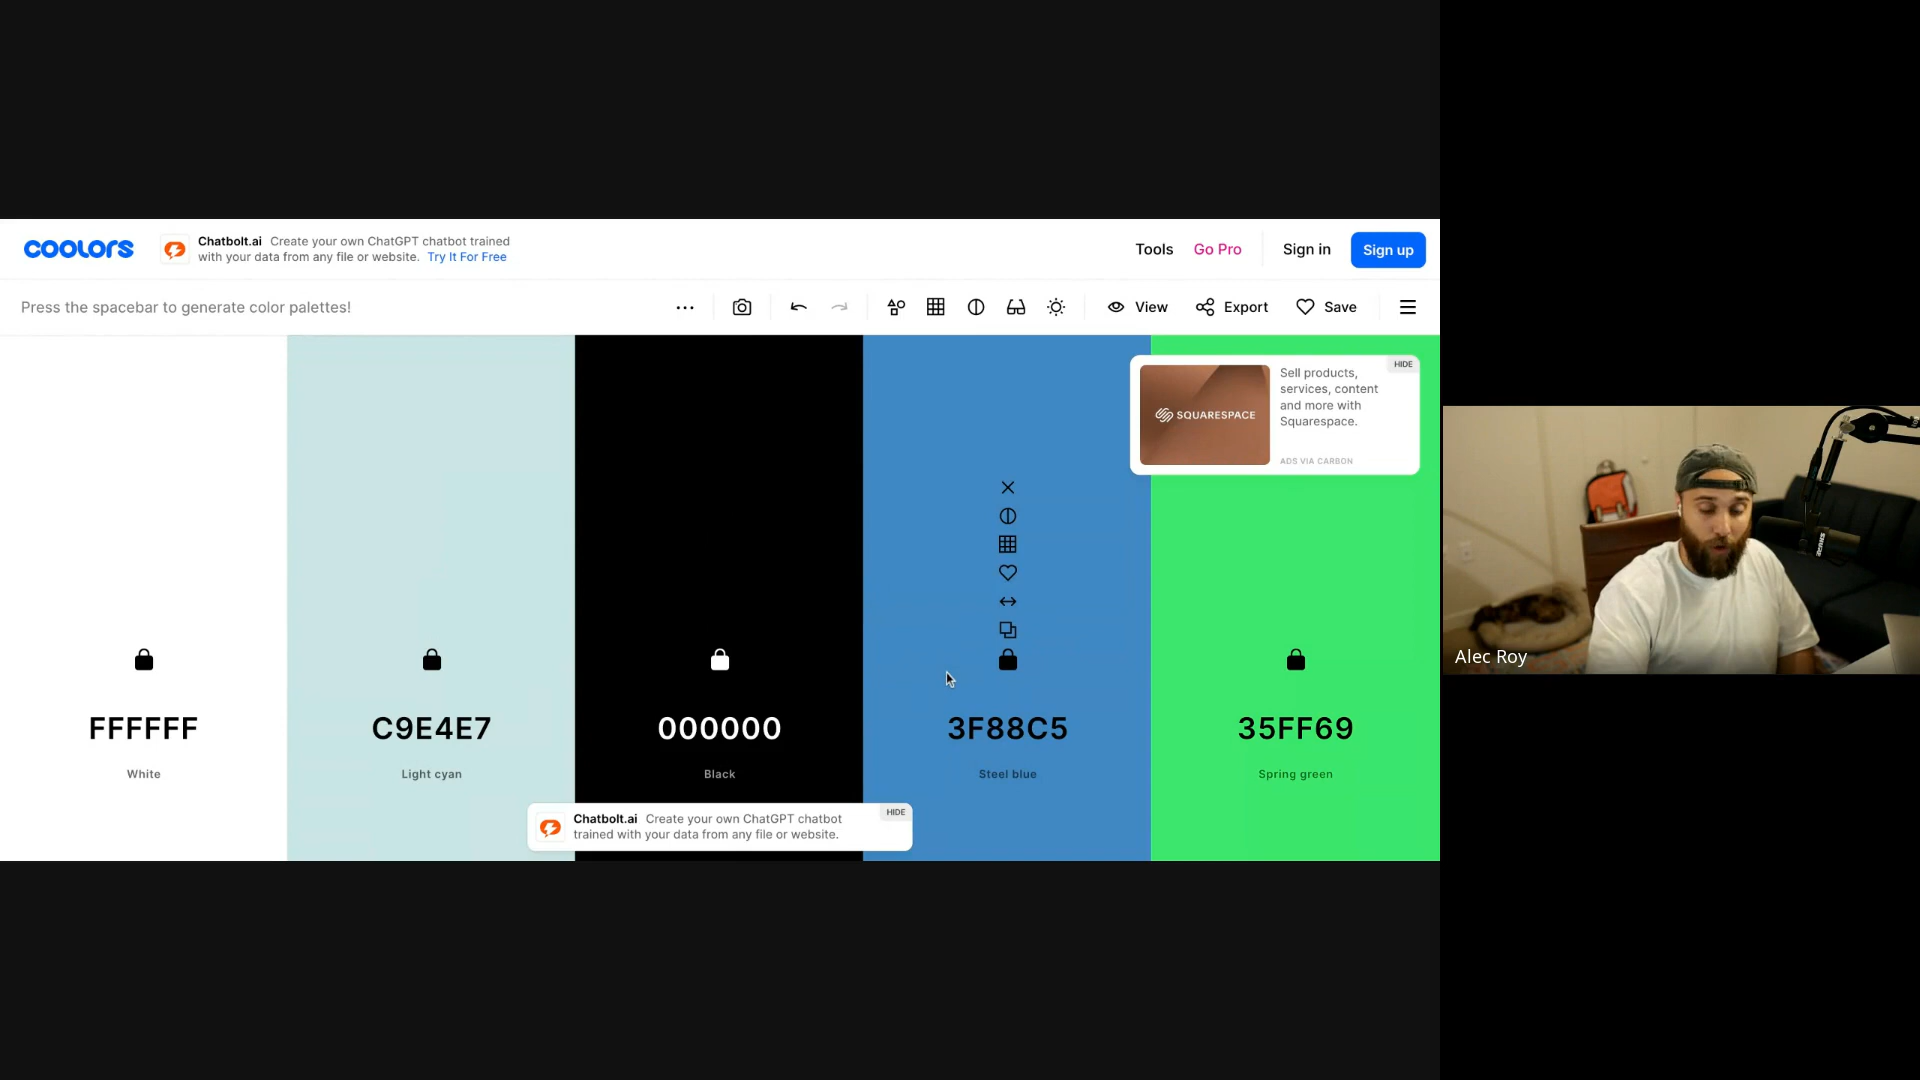 coolors
Chatbolt.ai Create your own ChatGPT chatbot trained
with your data from any file or website. Try It For Free
Tools Go Pro Sign in Sign up
Press the spacebar to generate color palettes!
View Export Save
HIDE
Sell products,
services, content
and more with
Squarespace.
SQUARESPACE
ADS VIA CARBON
FFFFFF C9E4E7 000000 3F88C5 35FF69
White Light cyan Black Steel blue Spring green
HIDE
Chatbolt.ai Create your own ChatGPT chatbot
trained with your data from any file or website.
Alec Roy